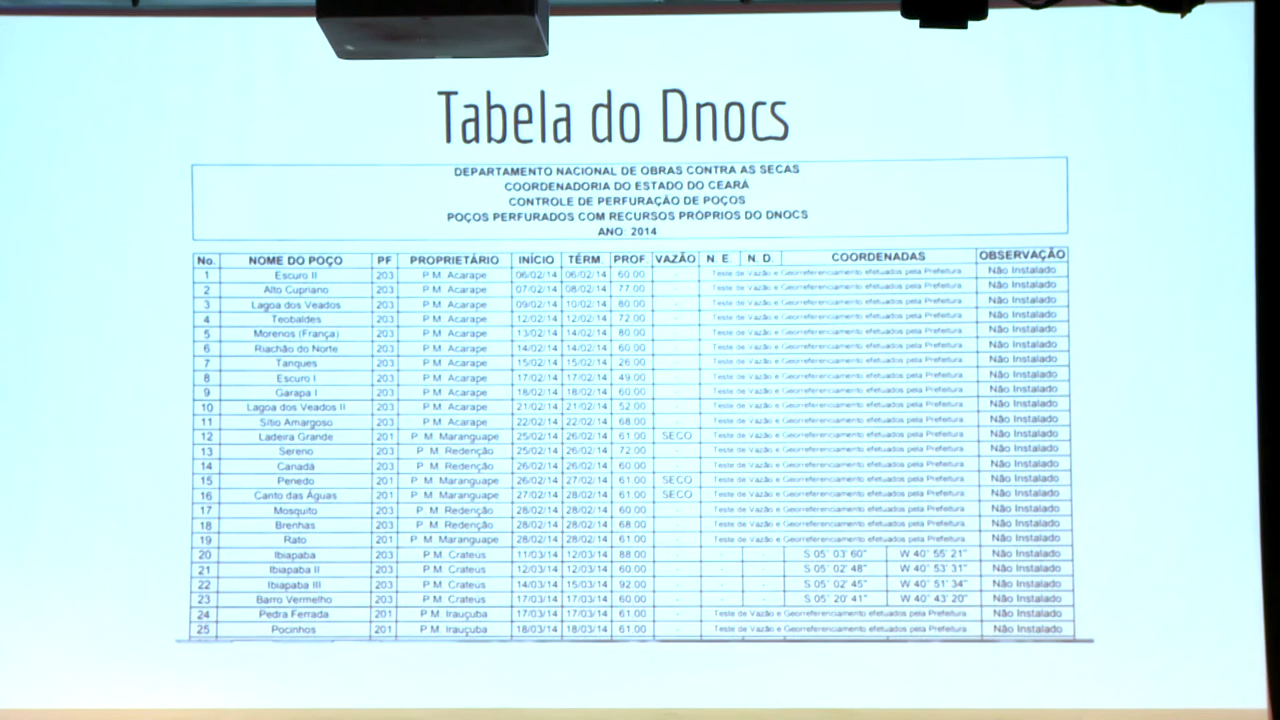 Tabela do Dnocs
DEPARTAMENTO NACIONAL DE OBRAS CONTRA AS SECAS
COORDENADORIA DO ESTADO DO CEARÁ
CONTROLE DE PERFURAÇÃO DE POÇOS
POÇOS PERFURADOS COM RECURSOS PRÓPRIOS DO DNOCS
ANO: 2014
No. NOME DO POÇO PF PROPRIETÁRIO INÍCIO TÉRM. PROF. VAZÃO N. E. N. D. COORDENADAS OBSERVAÇÃO
1 Escuro II 203 P.M. Acarape 06/02/14 06/02/14 60.00 - Teste de Vazão e Georreferenciamento efetuados pela Prefeitura Não Instalado
2 Alto Cupriano 203 P.M. Acarape 07/02/14 08/02/14 77.00 - Teste de Vazão e Georreferenciamento efetuados pela Prefeitura Não Instalado
3 Lagoa dos Veados 203 P.M. Acarape 09/02/14 10/02/14 80.00 - Teste de Vazão e Georreferenciamento efetuados pela Prefeitura Não Instalado
4 Teobaldes 203 P.M. Acarape 12/02/14 12/02/14 72.00 - Teste de Vazão e Georreferenciamento efetuados pela Prefeitura Não Instalado
5 Morenos (França) 203 P.M. Acarape 13/02/14 14/02/14 80.00 - Teste de Vazão e Georreferenciamento efetuados pela Prefeitura Não Instalado
6 Riachão do Norte 203 P.M. Acarape 14/02/14 14/02/14 60.00 - Teste de Vazão e Georreferenciamento efetuados pela Prefeitura Não Instalado
7 Tanques 203 P.M. Acarape 15/02/14 15/02/14 26.00 - Teste de Vazão e Georreferenciamento efetuados pela Prefeitura Não Instalado
8 Escuro I 203 P.M. Acarape 17/02/14 17/02/14 49.00 - Teste de Vazão e Georreferenciamento efetuados pela Prefeitura Não Instalado
9 Garapa I 203 P.M. Acarape 18/02/14 18/02/14 60.00 - Teste de Vazão e Georreferenciamento efetuados pela Prefeitura Não Instalado
10 Lagoa dos Veados II 203 P.M. Acarape 21/02/14 21/02/14 52.00 - Teste de Vazão e Georreferenciamento efetuados pela Prefeitura Não Instalado
11 Sítio Amargoso 203 P.M. Acarape 22/02/14 22/02/14 68.00 - Teste de Vazão e Georreferenciamento efetuados pela Prefeitura Não Instalado
12 Ladeira Grande 201 P. M. Maranguape 25/02/14 26/02/14 61.00 SECO Teste de Vazão e Georreferenciamento efetuados pela Prefeitura Não Instalado
13 Sereno 203 P. M. Redenção 25/02/14 26/02/14 72.00 - Teste de Vazão e Georreferenciamento efetuados pela Prefeitura Não Instalado
14 Canadá 203 P. M. Redenção 26/02/14 26/02/14 60.00 - Teste de Vazão e Georreferenciamento efetuados pela Prefeitura Não Instalado
15 Penedo 201 P. M. Maranguape 26/02/14 27/02/14 61.00 SECO Teste de Vazão e Georreferenciamento efetuados pela Prefeitura Não Instalado
16 Canto das Águas 201 P. M. Maranguape 27/02/14 28/02/14 61.00 SECO Teste de Vazão e Georreferenciamento efetuados pela Prefeitura Não Instalado
17 Mosquito 203 P. M. Redenção 28/02/14 28/02/14 60.00 - Teste de Vazão e Georreferenciamento efetuados pela Prefeitura Não Instalado
18 Brenhas 203 P. M. Redenção 28/02/14 28/02/14 68.00 - Teste de Vazão e Georreferenciamento efetuados pela Prefeitura Não Instalado
19 Rato 201 P. M. Maranguape 28/02/14 28/02/14 61.00 - Teste de Vazão e Georreferenciamento efetuados pela Prefeitura Não Instalado
20 Ibiapaba 203 P.M. Crateus 11/03/14 12/03/14 88.00 - - - S 05° 03' 60" W 40° 55' 21" Não Instalado
21 Ibiapaba II 203 P.M. Crateus 12/03/14 12/03/14 60.00 - - - S 05° 02' 48" W 40° 53' 31" Não Instalado
22 Ibiapaba III 203 P.M. Crateus 14/03/14 15/03/14 92.00 - - - S 05° 02' 45" W 40° 51' 34" Não Instalado
23 Barro Vermelho 203 P.M. Crateus 17/03/14 17/03/14 60.00 - - - S 05° 20' 41" W 40° 43' 20" Não Instalado
24 Pedra Ferrada 201 P.M. Irauçuba 17/03/14 17/03/14 61.00 - Teste de Vazão e Georreferenciamento efetuados pela Prefeitura Não Instalado
25 Pocinhos 201 P.M. Irauçuba 18/03/14 18/03/14 61.00 - Teste de Vazão e Georreferenciamento efetuados pela Prefeitura Não Instalado